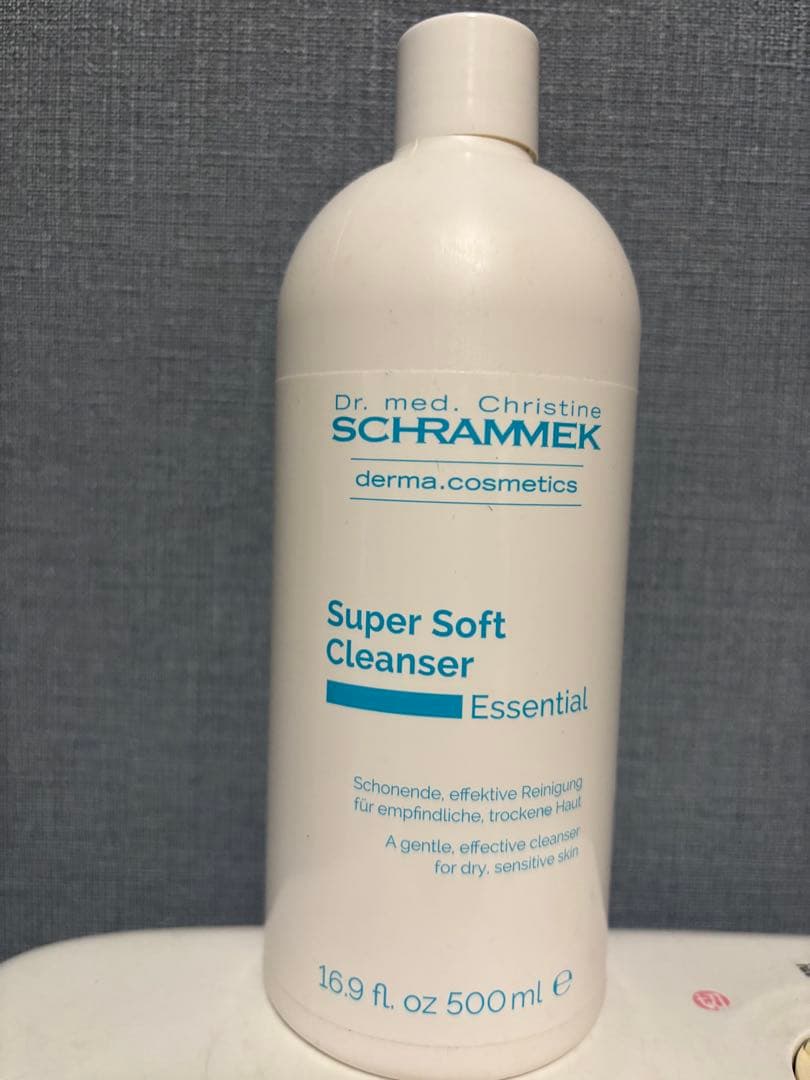 Dr. med. Christine
SCHRAMMEK
derma.cosmetics
Super Soft
Cleanser
Essential
Schonende, effektive Reinigung
für empfindliche, trockene Haut
A gentle, effective cleanser
for dry, sensitive skin
16.9 fl. oz 500 ml ℮